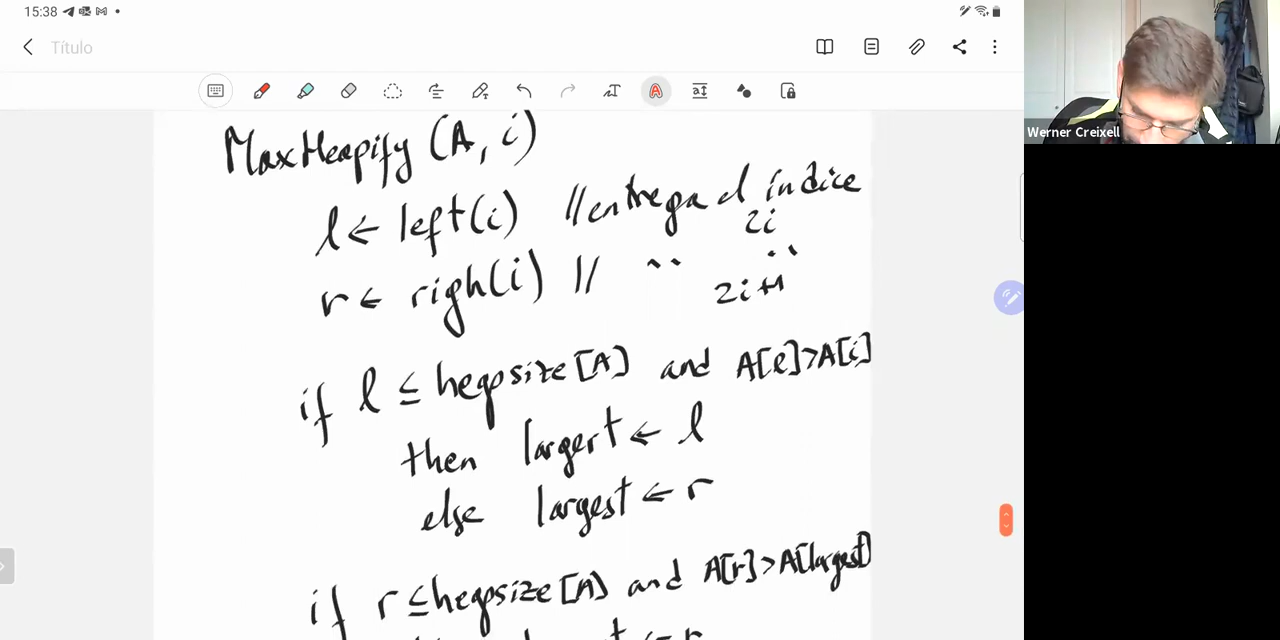 15:38
Título
Werner Creixell
MaxHeapify (A, i)
l ← left(i) // entrega el índice
2i
r ← righ(i) // `` ``
2i+1
if l ≤ heapsize[A] and A[l]>A[i]
then largest ← l
else largest ← r
if r ≤ heapsize[A] and A[r]>A[largest]